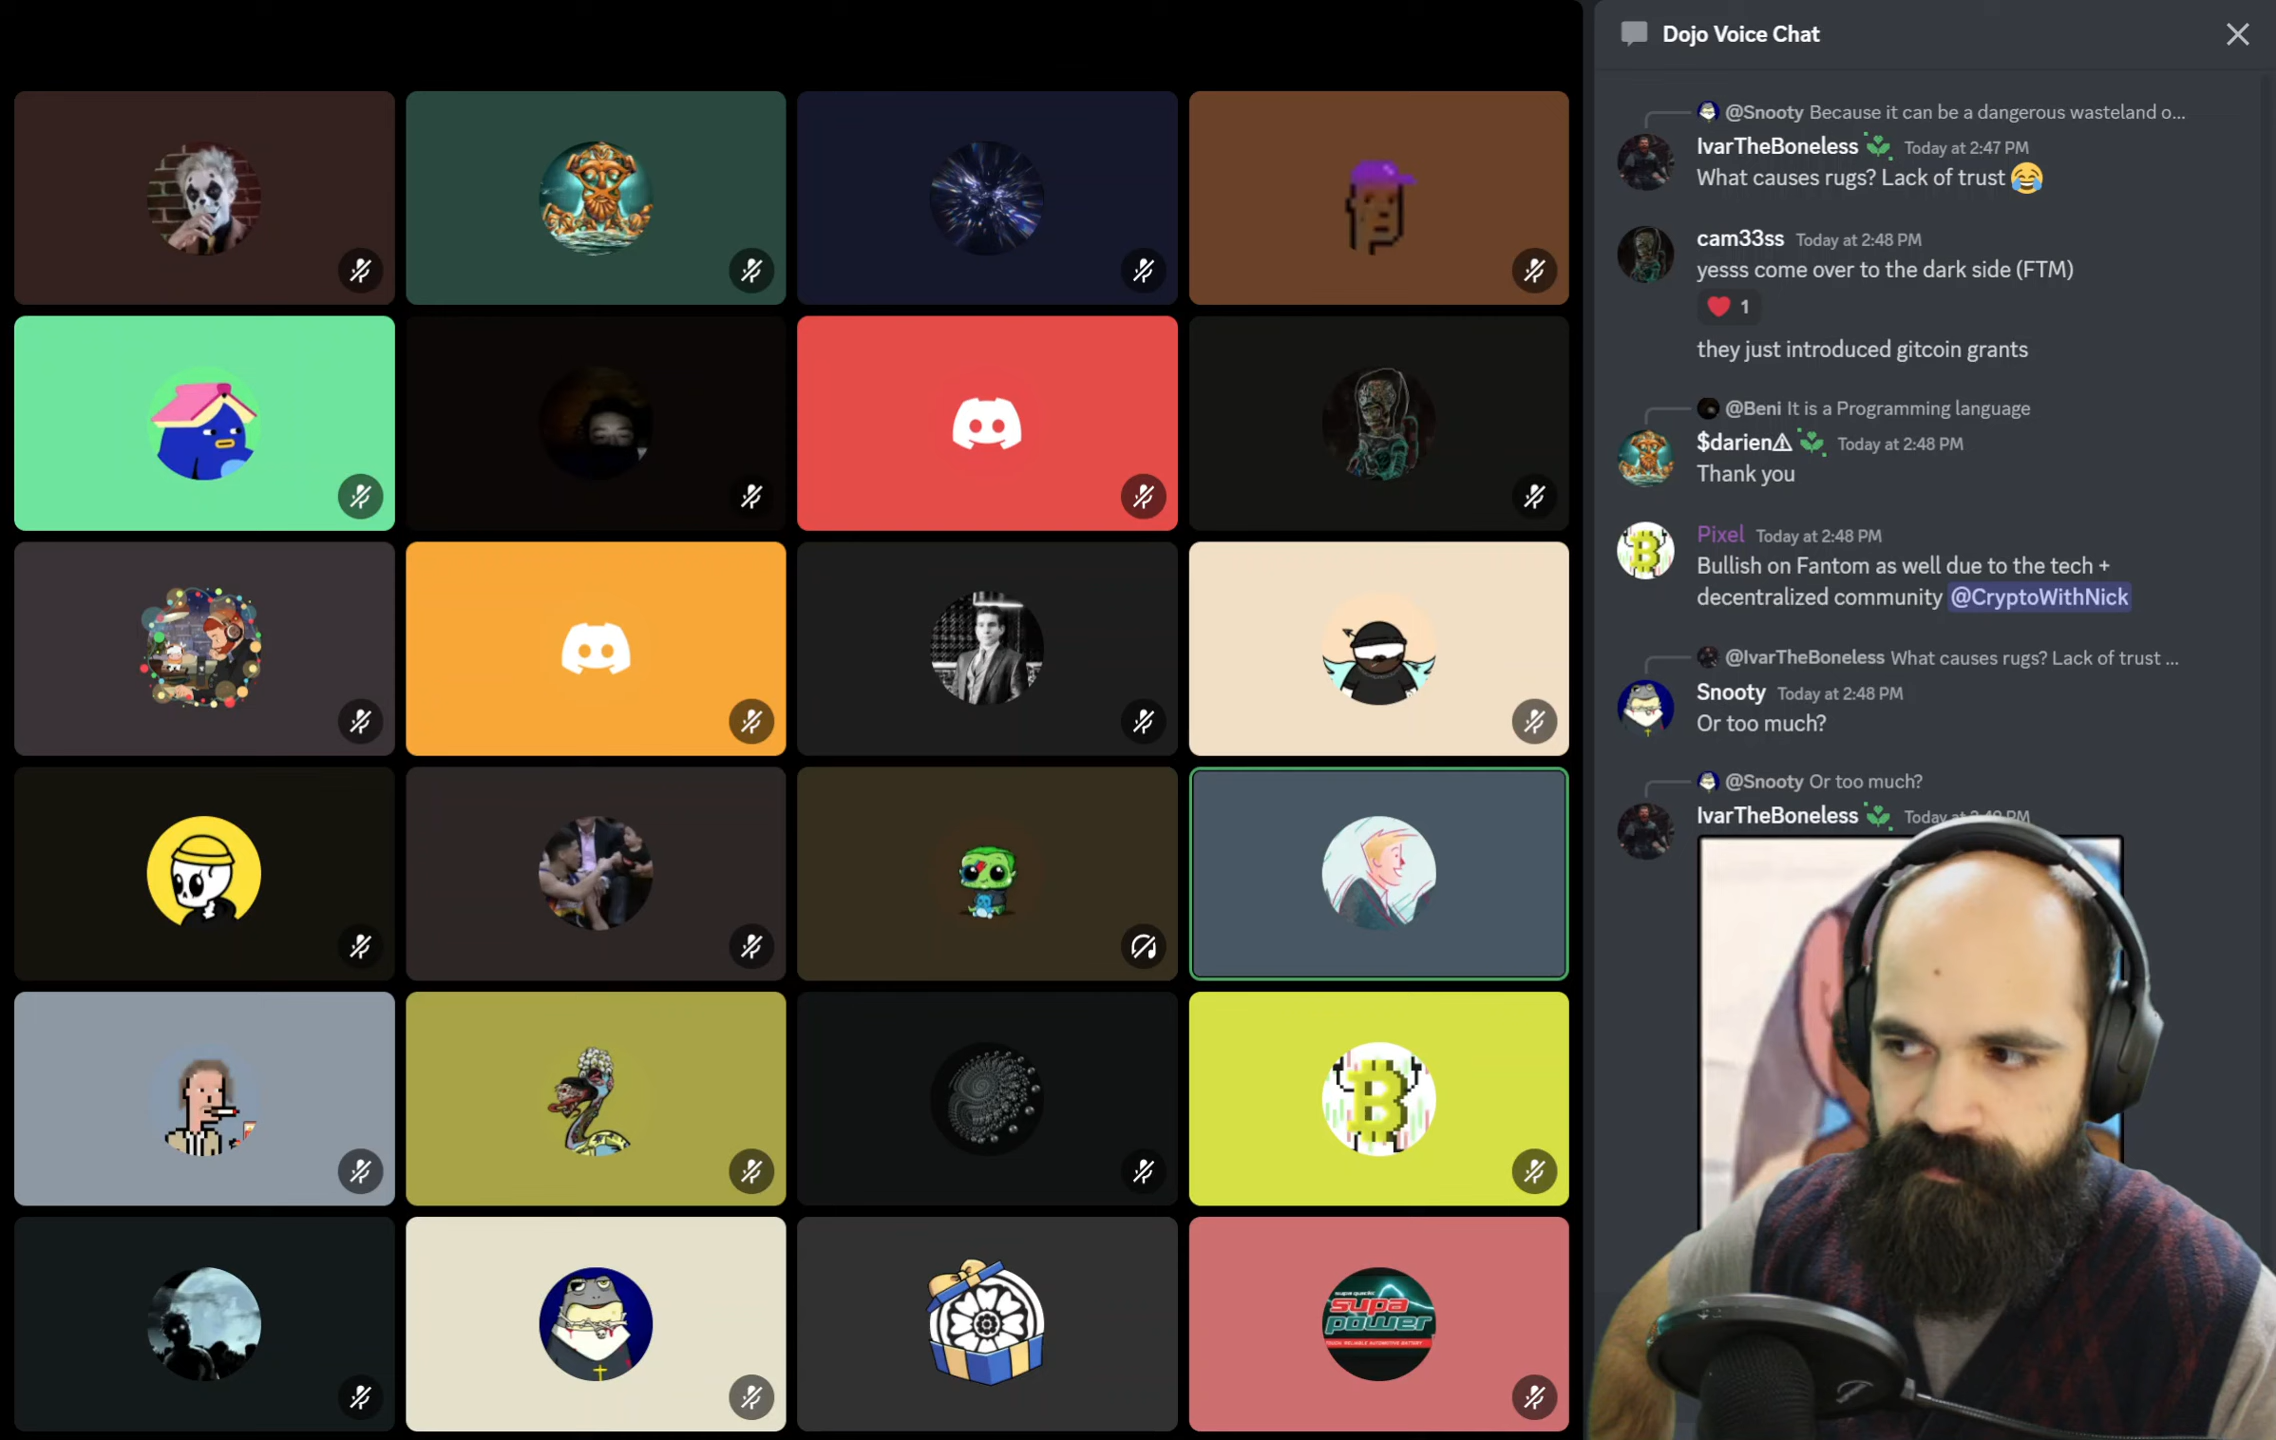 Dojo Voice Chat
@Snooty Because it can be a dangerous wasteland o...
IvarTheBoneless Today at 2:47 PM
What causes rugs? Lack of trust 😂
cam33ss Today at 2:48 PM
yesss come over to the dark side (FTM)
❤️ 1
they just introduced gitcoin grants
@Beni It is a Programming language
$darien⚠ Today at 2:48 PM
Thank you
Pixel Today at 2:48 PM
Bullish on Fantom as well due to the tech +
decentralized community @CryptoWithNick
@IvarTheBoneless What causes rugs? Lack of trust ...
Snooty Today at 2:48 PM
Or too much?
@Snooty Or too much?
IvarTheBoneless Today
supa
power